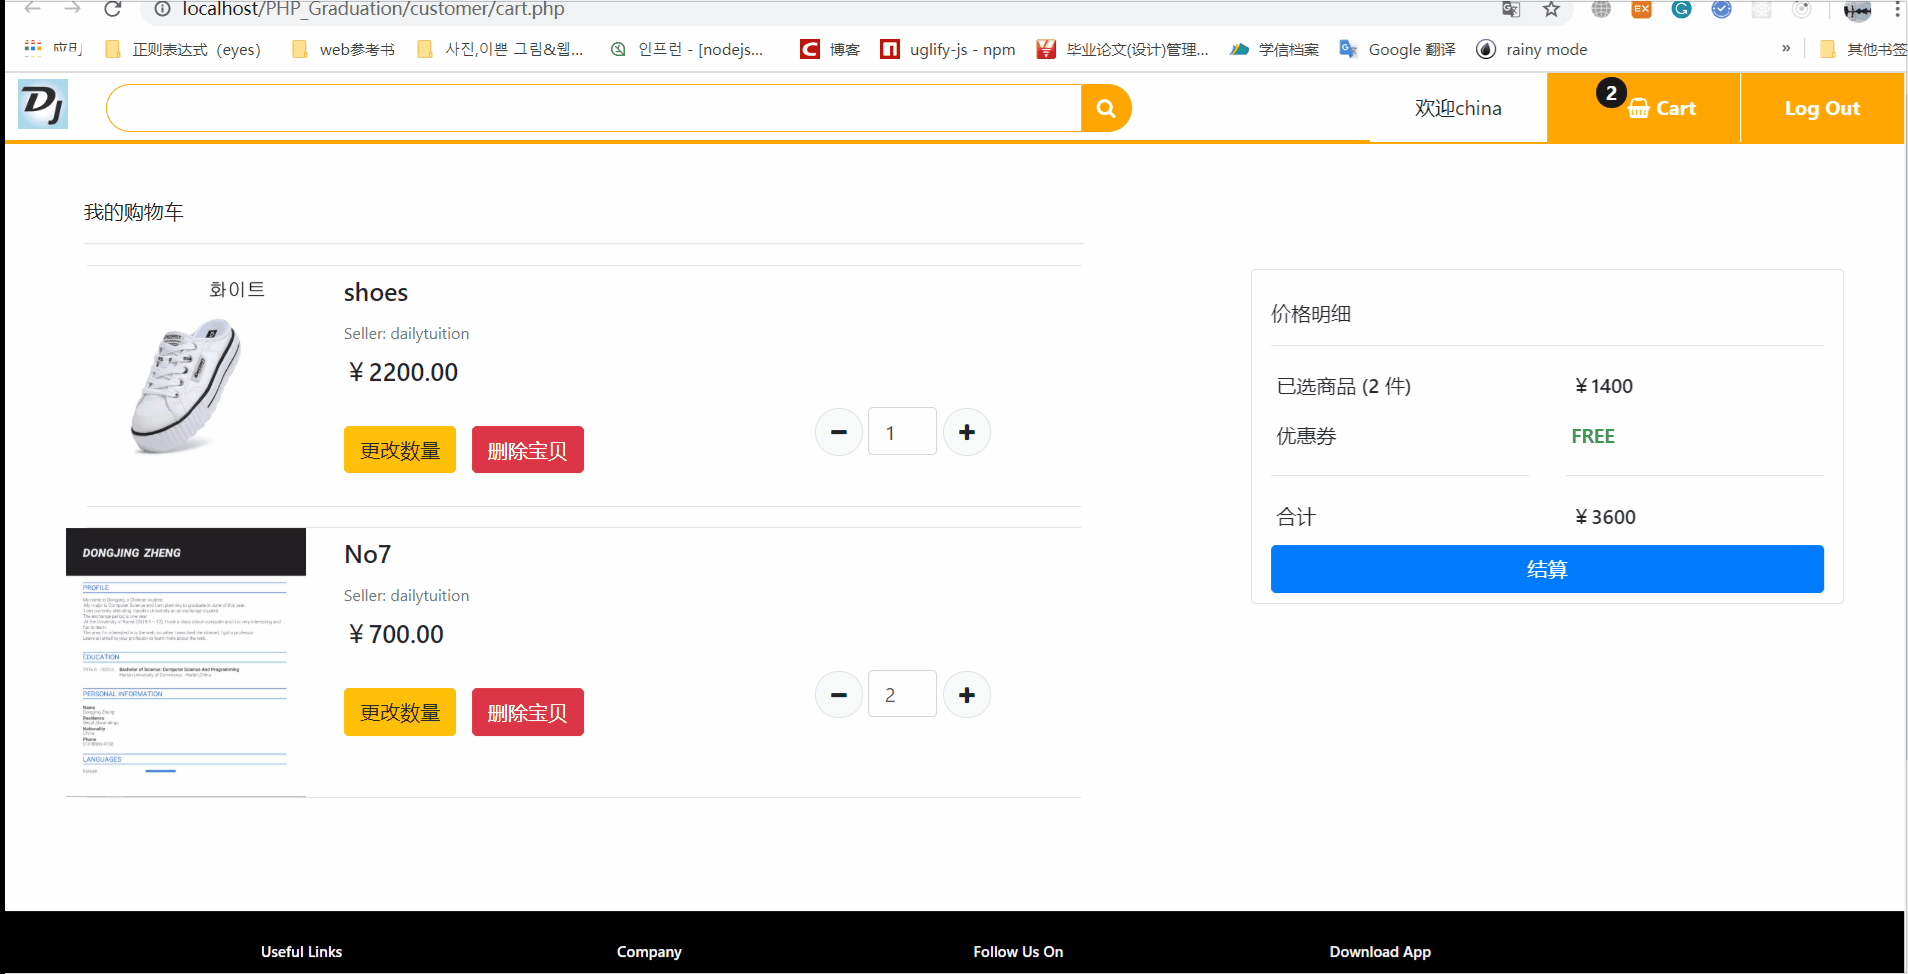 localhost/PHP_Graduation/customer/cart.php
正则表达式（eyes） web参考书 사진,이쁜 그림&웹... 인프런 - [nodejs... 博客 uglify-js - npm 毕业论文(设计)管理... 学信档案 Google 翻译 rainy mode » 其他书签
DJ 欢迎china 2 Cart Log Out
我的购物车
화이트
shoes
Seller: dailytuition
￥2200.00
更改数量 删除宝贝 1
DONGJING ZHENG
PROFILE
EDUCATION
PERSONAL INFORMATION
LANGUAGES
No7
Seller: dailytuition
￥700.00
更改数量 删除宝贝 2
价格明细
已选商品 (2 件) ￥1400
优惠券 FREE
合计 ￥3600
结算
Useful Links Company Follow Us On Download App